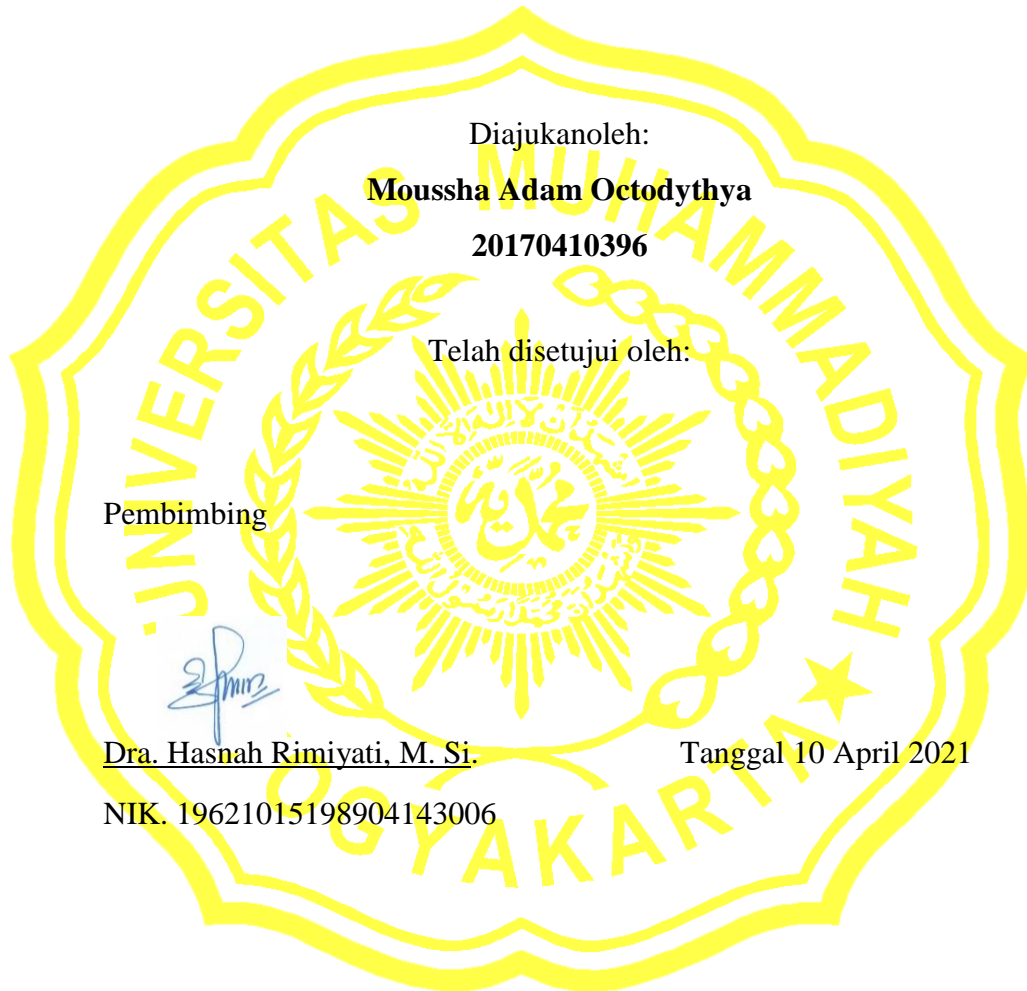 UNIVERSITAS MUHAMMADIYAH
Diajukanoleh:
Moussha Adam Octodythya
20170410396
Telah disetujui oleh:
Pembimbing
Dra. Hasnah Rimiyati, M. Si.
Tanggal 10 April 2021
NIK. 19621015198904143006
OGYAKARTA